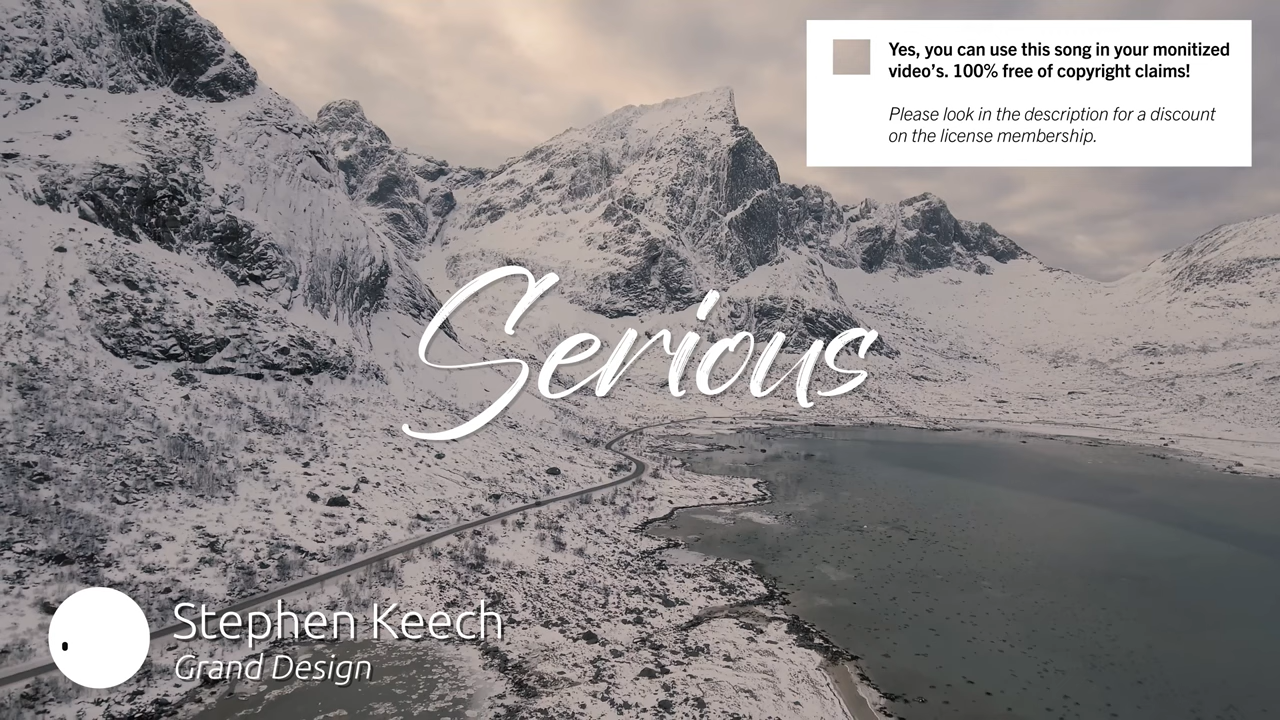 Yes, you can use this song in your monitized
video's. 100% free of copyright claims!
Please look in the description for a discount
on the license membership.
Serious
Stephen Keech
Grand Design